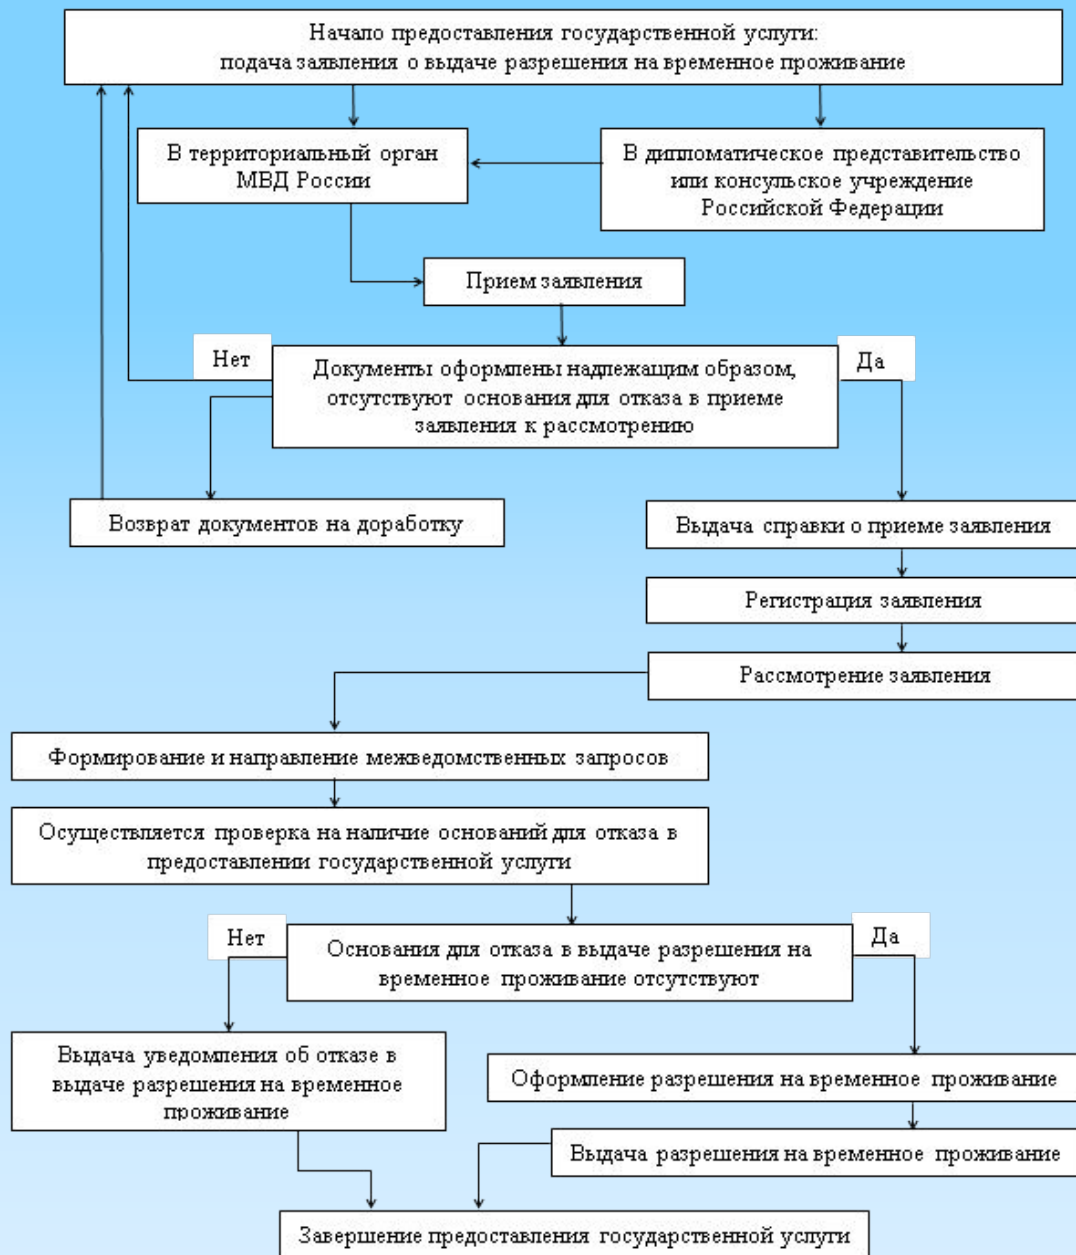 Начало предоставления государственной услуги:
подача заявления о выдаче разрешения на временное проживание
В территориальный орган
МВД России
В дипломатическое представительство
или консульское учреждение
Российской Федерации
Прием заявления
Нет
Документы оформлены надлежащим образом,
отсутствуют основания для отказа в приеме
заявления к рассмотрению
Да
Возврат документов на доработку
Выдача справки о приеме заявления
Регистрация заявления
Рассмотрение заявления
Формирование и направление межведомственных запросов
Осуществляется проверка на наличие оснований для отказа в
предоставлении государственной услуги
Нет
Основания для отказа в выдаче разрешения на
временное проживание отсутствуют
Да
Выдача уведомления об отказе в
выдаче разрешения на временное
проживание
Оформление разрешения на временное проживание
Выдача разрешения на временное проживание
Завершение предоставления государственной услуги